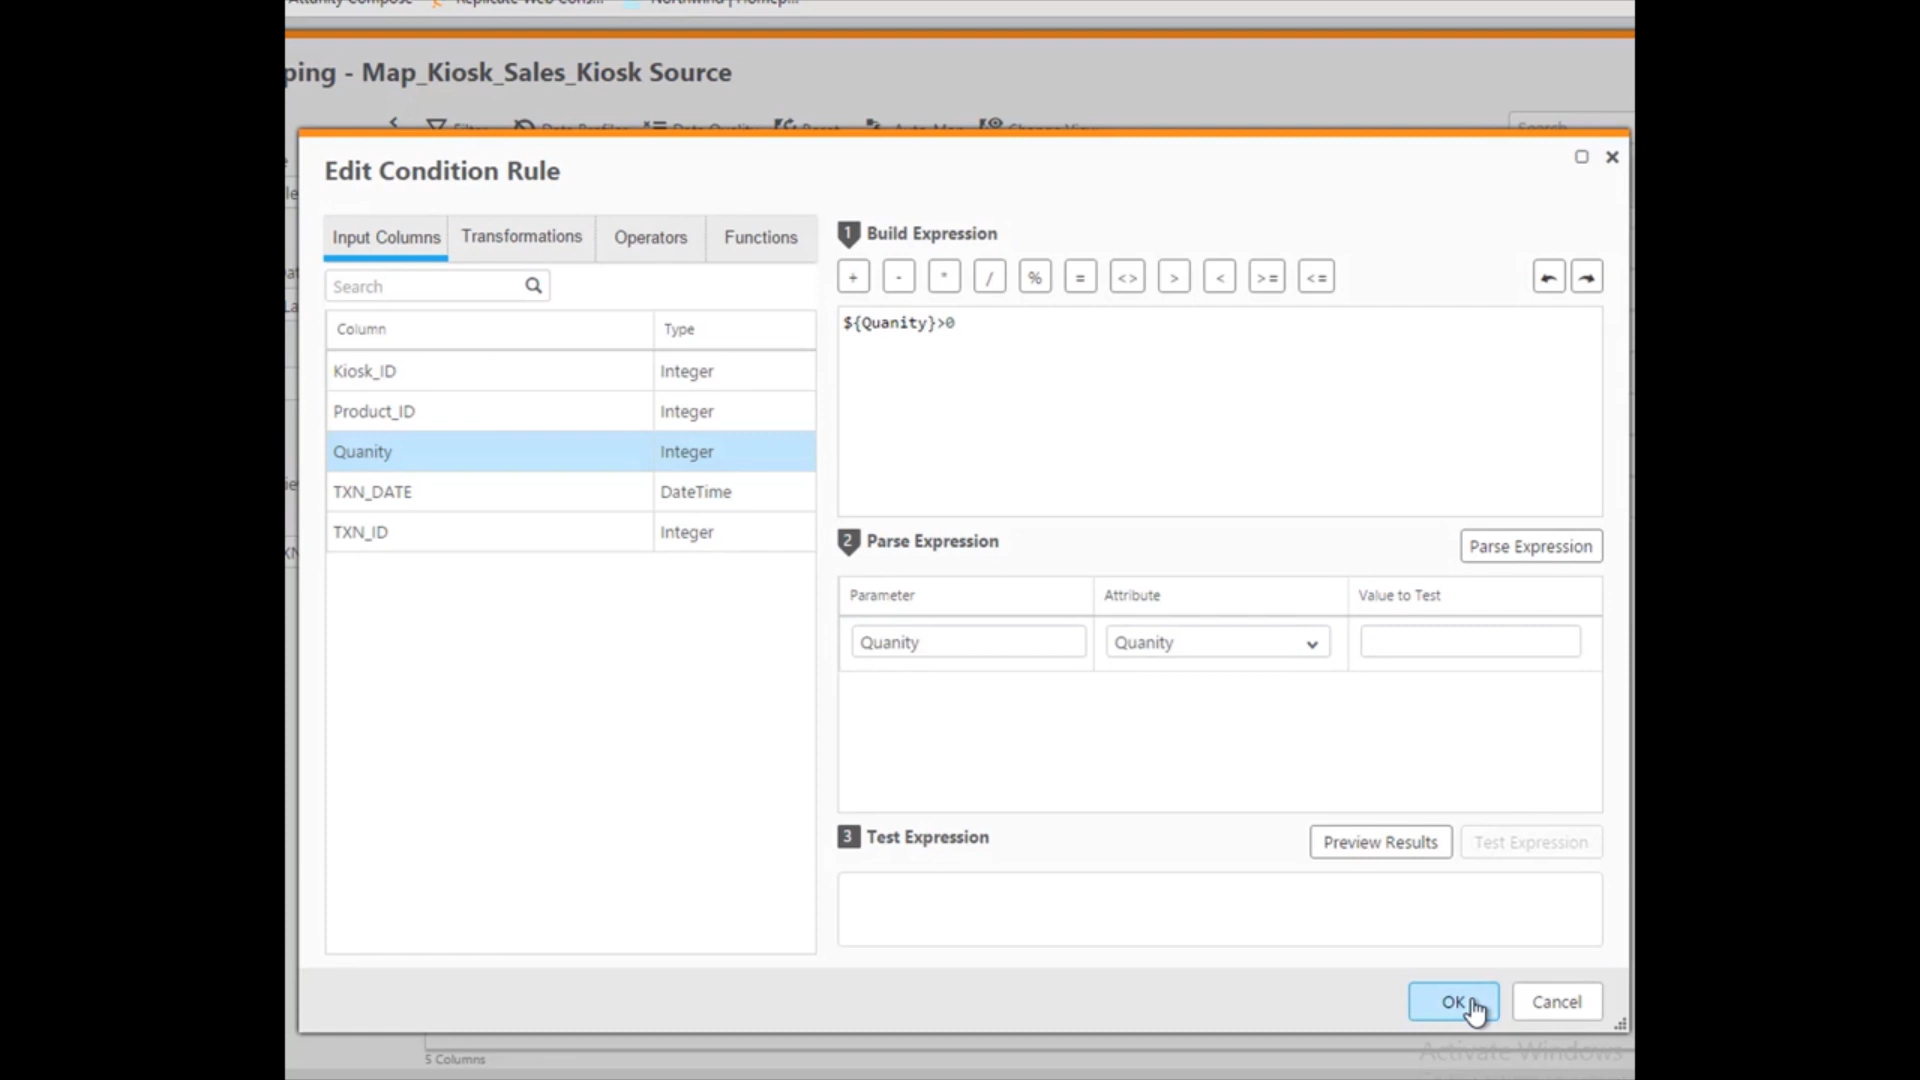 ping - Map_Kiosk_Sales_Kiosk Source
Edit Condition Rule
Input Columns
Transformations
Operators
Functions
Search
Column
Type
Kiosk_ID
Integer
Product_ID
Integer
Quanity
Integer
TXN_DATE
DateTime
TXN_ID
Integer
1
Build Expression
+
-
*
/
%
=
<>
>
<
>=
<=
${Quanity}>0
2
Parse Expression
Parse Expression
Parameter
Attribute
Value to Test
Quanity
Quanity
3
Test Expression
Preview Results
Test Expression
OK
Cancel
5 Columns
Activate Windows